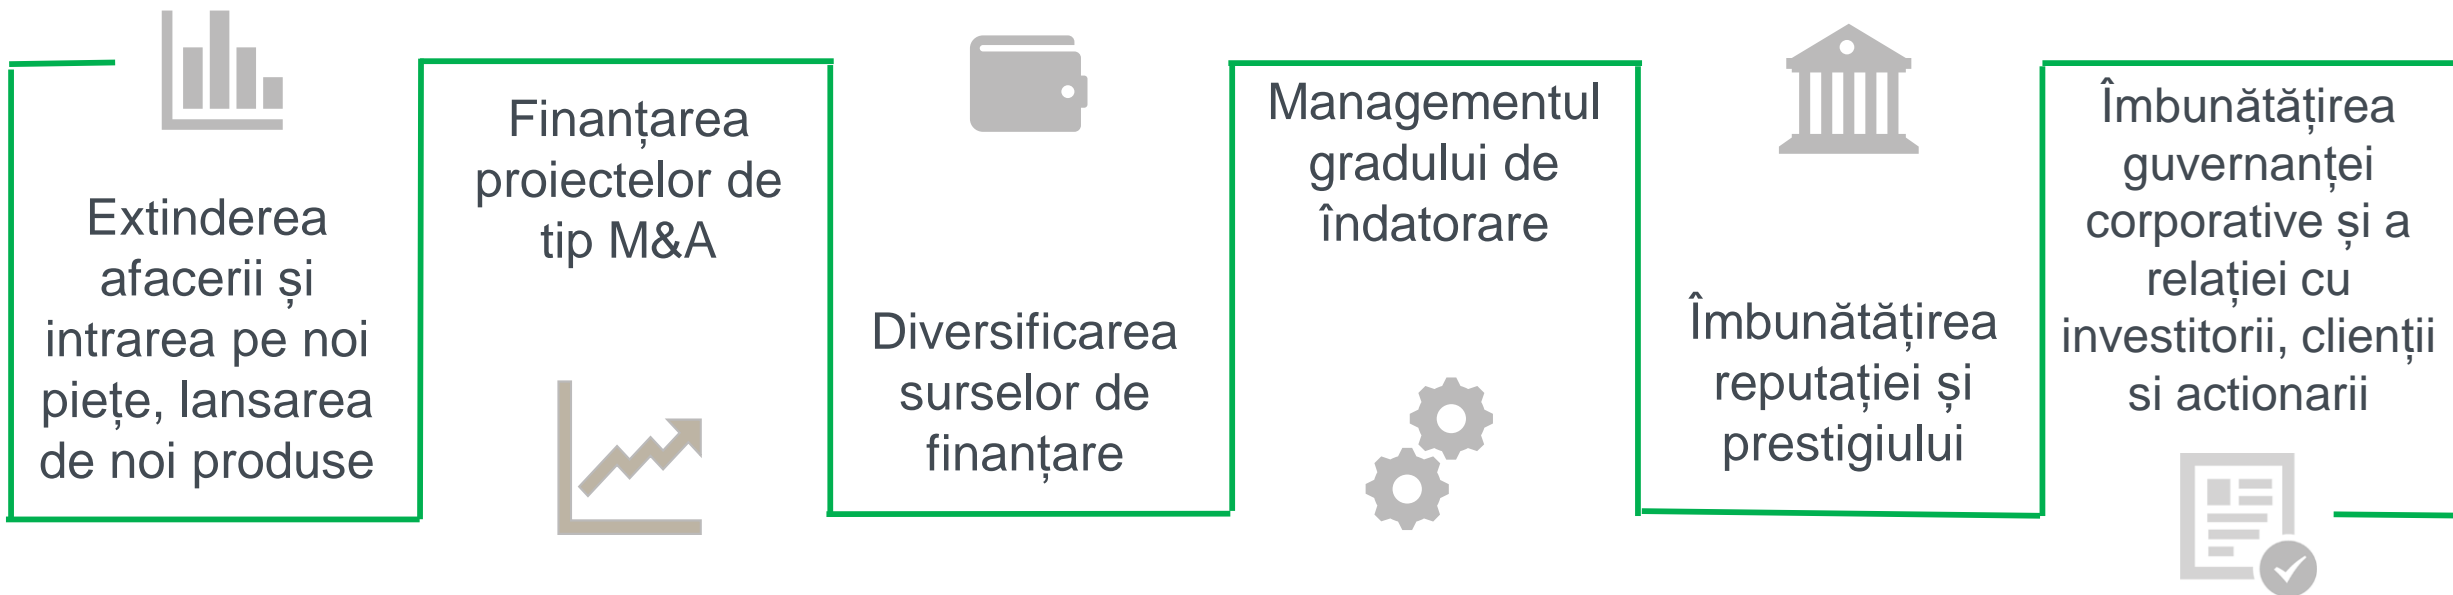 Extinderea
afacerii și
intrarea pe noi
piețe, lansarea
de noi produse
Finanțarea
proiectelor de
tip M&A
Diversificarea
surselor de
finanțare
Managementul
gradului de
îndatorare
Îmbunătățirea
reputației și
prestigiului
Îmbunătățirea
guvernanței
corporative și a
relației cu
investitorii, clienții
si actionarii